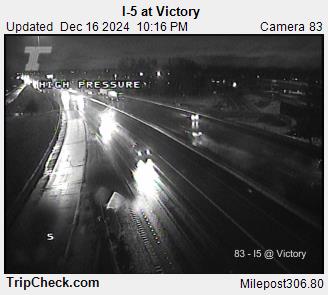 I-5 at Victory
Updated Dec 16 2024 10:16 PM Camera 83
T
HIGH PRESSURE
S
83 - I5 @ Victory
TripCheck.com Milepost306.80